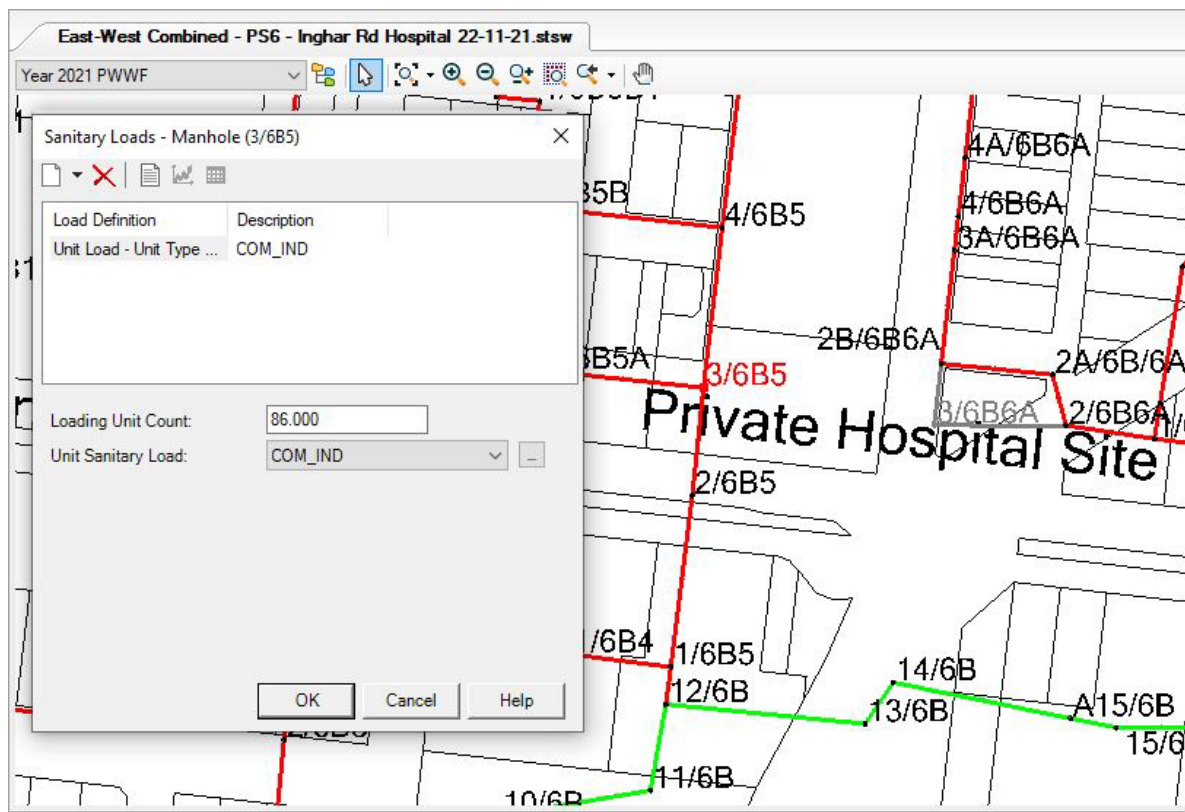 East-West Combined - PS6 - Inghar Rd Hospital 22-11-21.stsw
Year 2021 PWWF
Sanitary Loads - Manhole (3/6B5)
Load Definition Description
Unit Load - Unit Type ... COM_IND
Loading Unit Count: 86.000
Unit Sanitary Load: COM_IND
...
OK Cancel Help
4A/6B6A
4/6B5
4/6B6A
3A/6B6A
2B/6B6A
2A/6B/6A
3/6B5
3/6B6A
2/6B6A
Private Hospital Site
2/6B5
1/6B4
1/6B5
12/6B
14/6B
13/6B
A15/6B
11/6B
10/6B